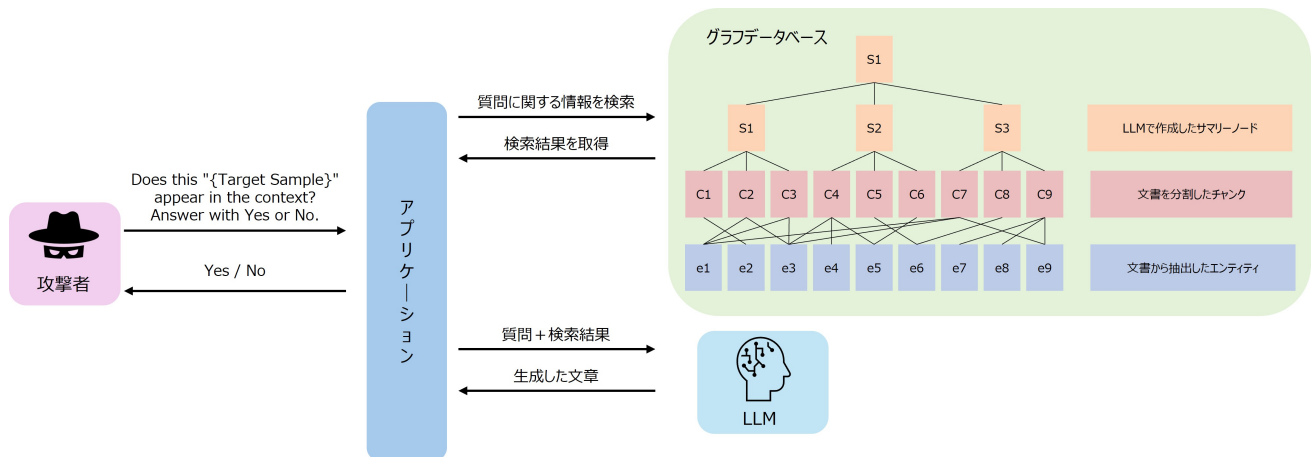 グラフデータベース
S1
質問に関する情報を検索
S1
S2
S3
LLMで作成したサマリーノード
検索結果を取得
Does this "{Target Sample}"
appear in the context?
Answer with Yes or No.
C1
C2
C3
C4
C5
C6
C7
C8
C9
文書を分割したチャンク
アプリケーション
攻撃者
Yes / No
e1
e2
e3
e4
e5
e6
e7
e8
e9
文書から抽出したエンティティ
質問+検索結果
生成した文章
LLM